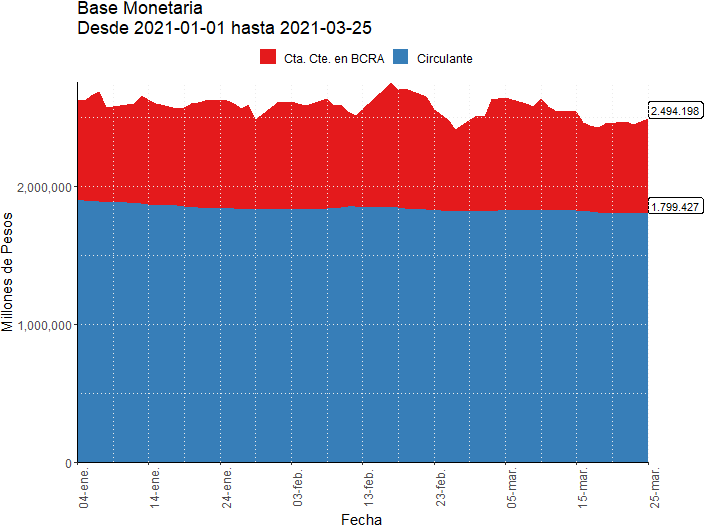 Base Monetaria
Desde 2021-01-01 hasta 2021-03-25
Cta. Cte. en BCRA Circulante
2.494.198
2,000,000
1.799.427
1,000,000
0
Millones de Pesos
04-ene. 14-ene. 24-ene. 03-feb. 13-feb. 23-feb. 05-mar. 15-mar. 25-mar.
Fecha